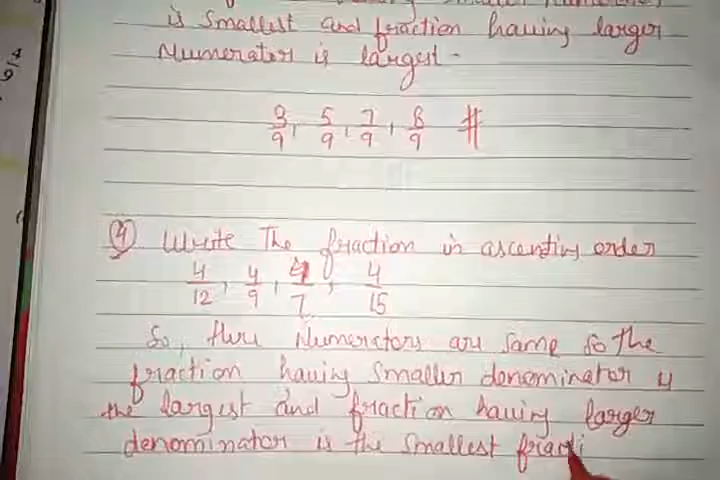 is smallest and fraction having larger
Numerator is largest.
3/9, 5/9, 7/9, 8/9 #
4 Write The fraction in ascenting order
4/12, 4/9, 4/7, 4/15
So, there Numerators are same so the
fraction having smaller denominator is
the largest and fraction having larger
denominator is the smallest fracti